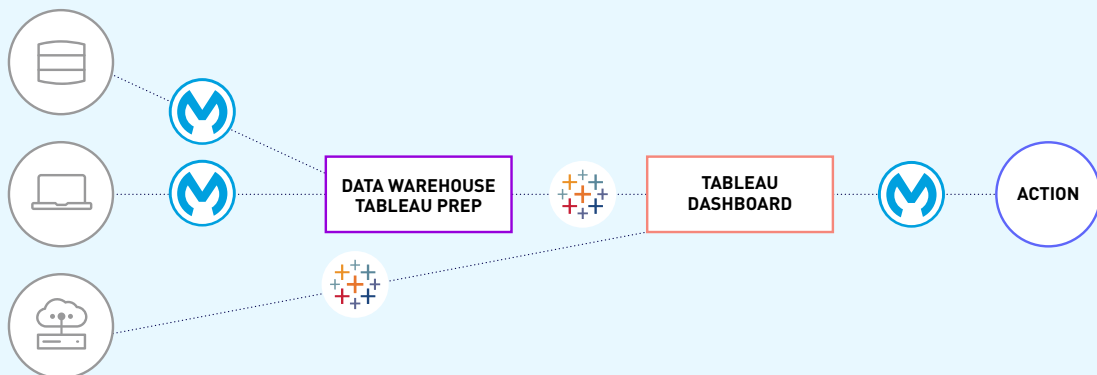 DATA WAREHOUSE
TABLEAU PREP
TABLEAU
DASHBOARD
ACTION